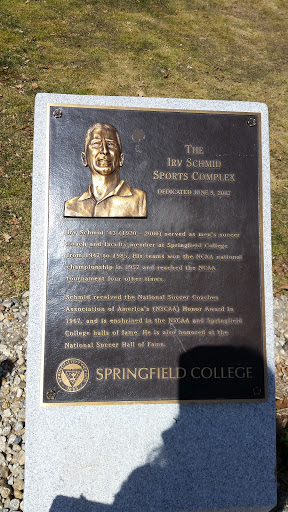 THE
IRV SCHMID
SPORTS COMPLEX
DEDICATED JUNE 8, 2002
Irv Schmid '43 (1920 - 2008) served as men's soccer
coach and faculty member at Springfield College
from 1947 to 1985. His teams won the NCAA national
championship in 1957 and reached the NCAA
tournament four other times.
Schmid received the National Soccer Coaches
Association of America's (NSCAA) Honor Award in
1967, and is enshrined in the NSCAA and Springfield
College halls of fame. He is also honored at the
National Soccer Hall of Fame.
SPRINGFIELD COLLEGE